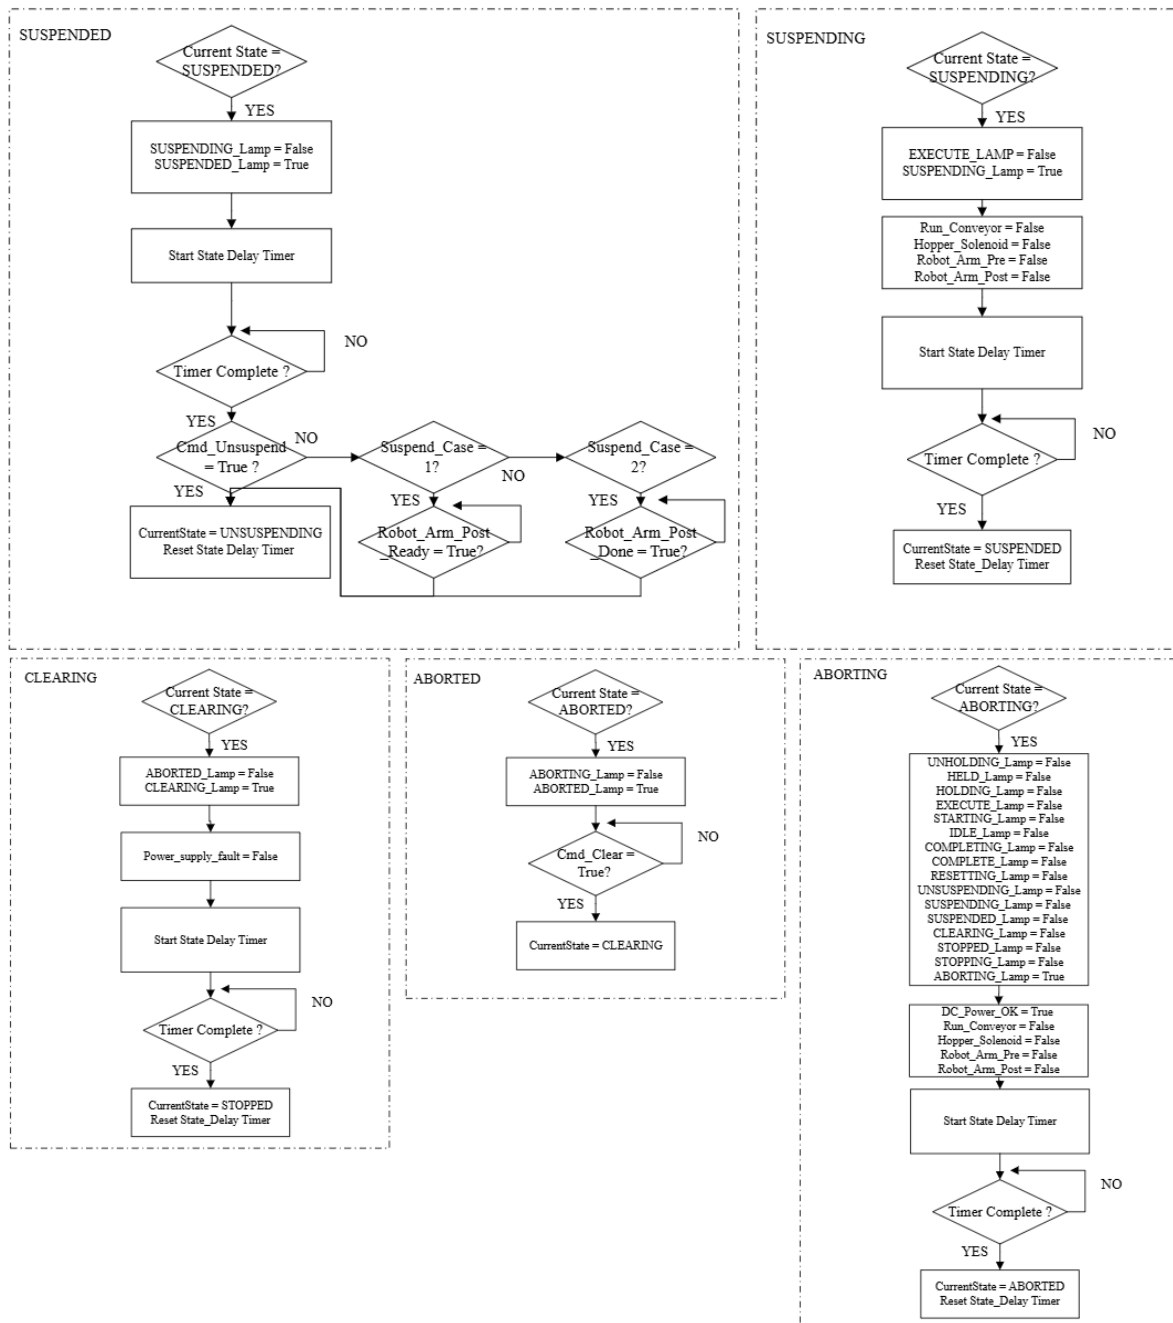 SUSPENDED
Current State =
SUSPENDED?
YES
SUSPENDING_Lamp = False
SUSPENDED_Lamp = True
Start State Delay Timer
NO
Timer Complete ?
YES
Cmd_Unsuspend
= True ?
NO
Suspend_Case =
1?
NO
Suspend_Case =
2?
YES
YES
YES
CurrentState = UNSUSPENDING
Reset State Delay Timer
Robot_Arm_Post
_Ready = True?
Robot_Arm_Post
_Done = True?
SUSPENDING
Current State =
SUSPENDING?
YES
EXECUTE_LAMP = False
SUSPENDING_Lamp = True
Run_Conveyor = False
Hopper_Solenoid = False
Robot_Arm_Pre = False
Robot_Arm_Post = False
Start State Delay Timer
NO
Timer Complete ?
YES
CurrentState = SUSPENDED
Reset State_Delay Timer
CLEARING
Current State =
CLEARING?
YES
ABORTED_Lamp = False
CLEARING_Lamp = True
Power_supply_fault = False
Start State Delay Timer
NO
Timer Complete ?
YES
CurrentState = STOPPED
Reset State_Delay Timer
ABORTED
Current State =
ABORTED?
YES
ABORTING_Lamp = False
ABORTED_Lamp = True
NO
Cmd_Clear =
True?
YES
CurrentState = CLEARING
ABORTING
Current State =
ABORTING?
YES
UNHOLDING_Lamp = False
HELD_Lamp = False
HOLDING_Lamp = False
EXECUTE_Lamp = False
STARTING_Lamp = False
IDLE_Lamp = False
COMPLETING_Lamp = False
COMPLETE_Lamp = False
RESETTING_Lamp = False
UNSUSPENDING_Lamp = False
SUSPENDING_Lamp = False
SUSPENDED_Lamp = False
CLEARING_Lamp = False
STOPPED_Lamp = False
STOPPING_Lamp = False
ABORTING_Lamp = True
DC_Power_OK = True
Run_Conveyor = False
Hopper_Solenoid = False
Robot_Arm_Pre = False
Robot_Arm_Post = False
Start State Delay Timer
NO
Timer Complete ?
YES
CurrentState = ABORTED
Reset State_Delay Timer